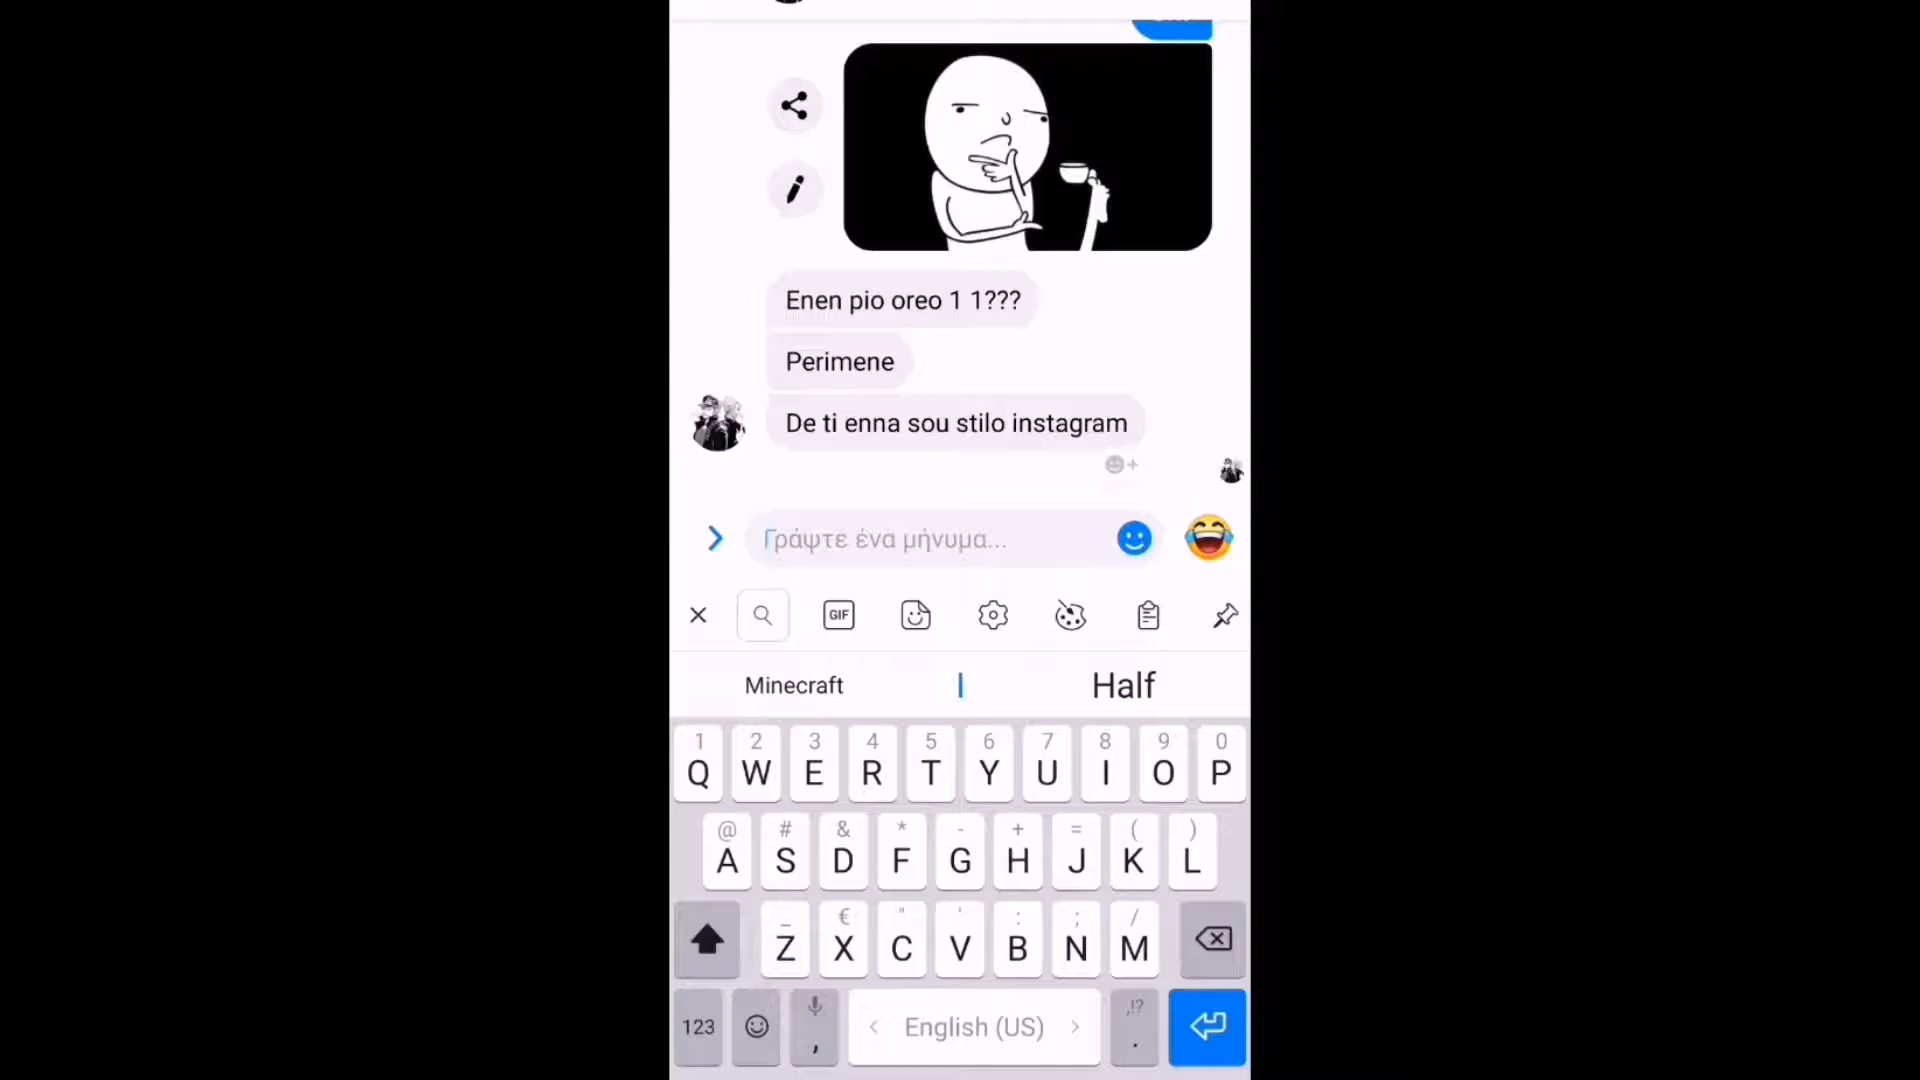 Enen pio oreo 1 1???
Perimene
De ti enna sou stilo instagram
Γράψτε ένα μήνυμα...
GIF
Minecraft
I
Half
1 2 3 4 5 6 7 8 9 0
Q W E R T Y U I O P
@ # & * - + = ( )
A S D F G H J K L
_ € " ' : ; /
Z X C V B N M
123 , < English (US) > ,!? .